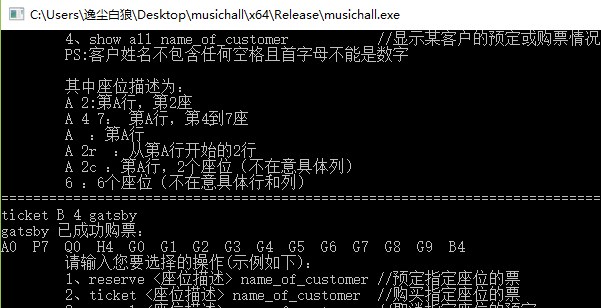 C:\Users\逸尘白狼\Desktop\musichall\x64\Release\musichall.exe
4、show all name_of_customer //显示某客户的预定或购票情况
PS:客户姓名不包含任何空格且首字母不能是数字
其中座位描述为:
A 2:第A行，第2座
A 4 7： 第A行，第4到7座
A ：第A行
A 2r ：从第A行开始的2行
A 2c ：第A行，2个座位（不在意具体列）
6 ：6个座位（不在意具体行和列）
================================================================
ticket B 4 gatsby
gatsby 已成功购票:
A0 P7 Q0 H4 G0 G1 G2 G3 G4 G5 G6 G7 G8 G9 B4
请输入您要选择的操作(示例如下):
1、reserve <座位描述> name_of_customer //预定指定座位的票
2、ticket <座位描述> name_of_customer //购买指定座位的票